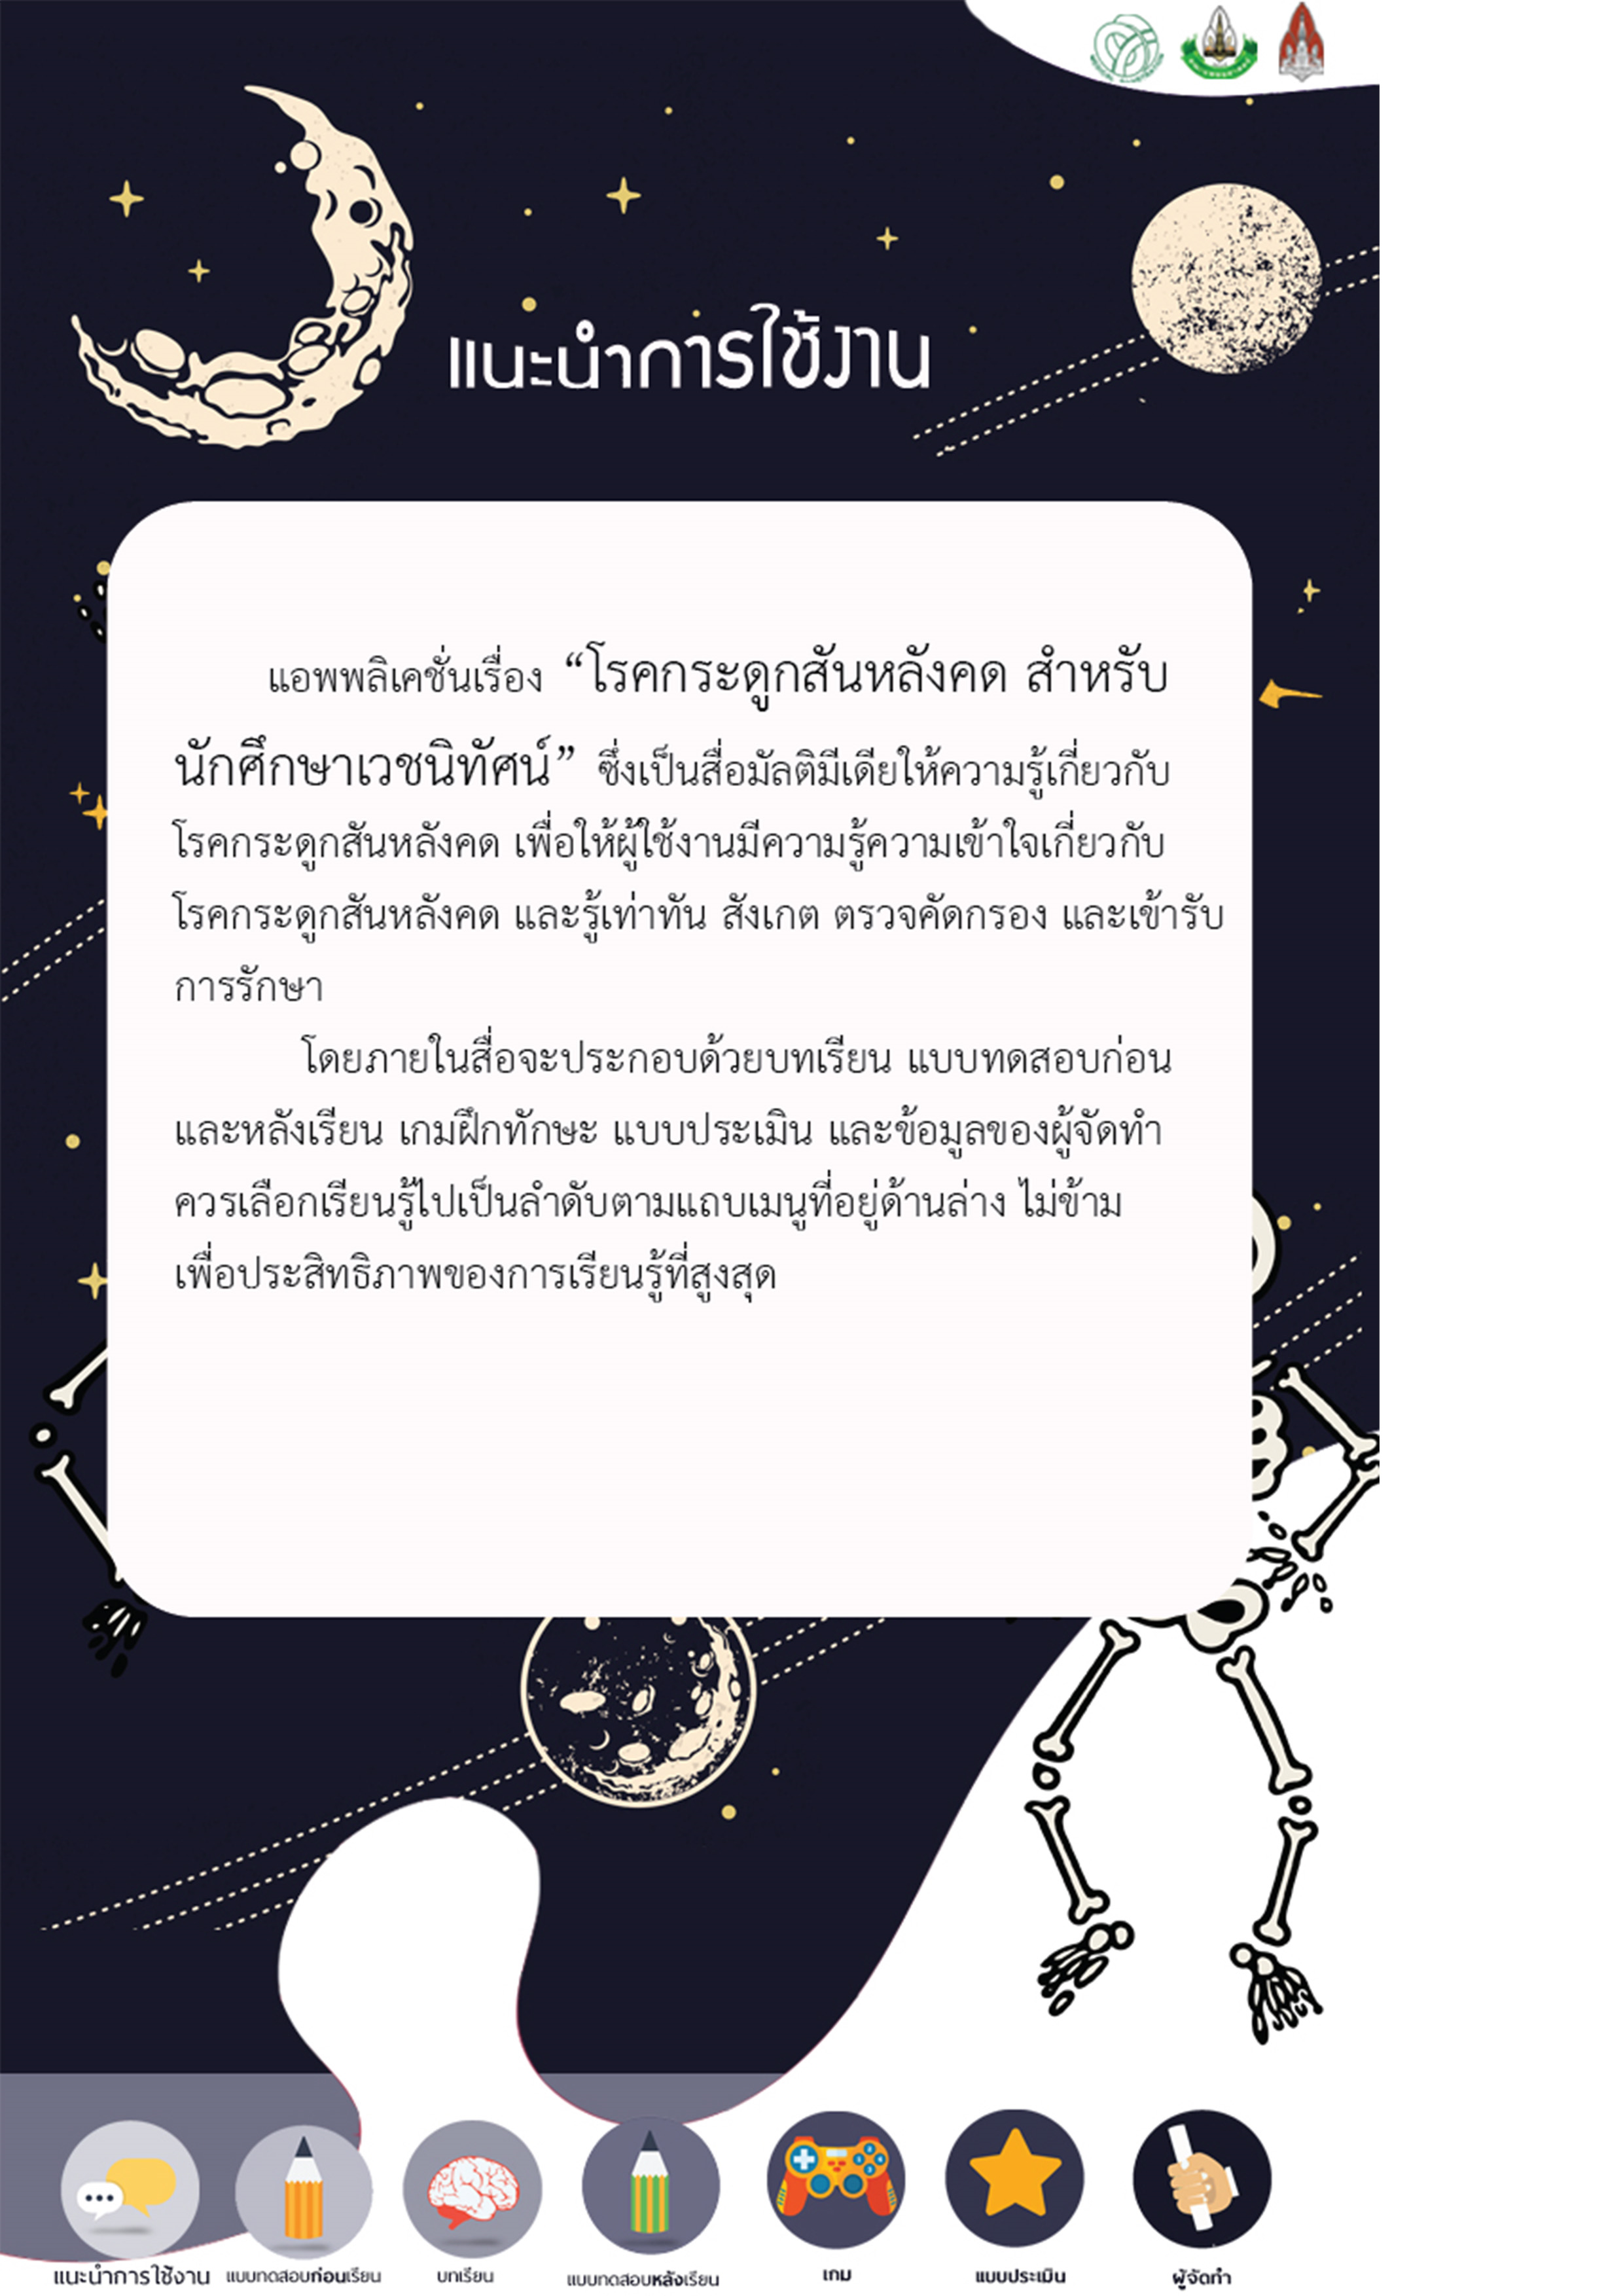 แนะนำการใช้งาน
แอพพลิเคชั่นเรื่อง “โรคกระดูกสันหลังคด สำหรับ
นักศึกษาเวชนิทัศน์” ซึ่งเป็นสื่อมัลติมีเดียให้ความรู้เกี่ยวกับ
โรคกระดูกสันหลังคด เพื่อให้ผู้ใช้งานมีความรู้ความเข้าใจเกี่ยวกับ
โรคกระดูกสันหลังคด และรู้เท่าทัน สังเกต ตรวจคัดกรอง และเข้ารับ
การรักษา
โดยภายในสื่อจะประกอบด้วยบทเรียน แบบทดสอบก่อน
และหลังเรียน เกมฝึกทักษะ แบบประเมิน และข้อมูลของผู้จัดทำ
ควรเลือกเรียนรู้ไปเป็นลำดับตามแถบเมนูที่อยู่ด้านล่าง ไม่ข้าม
เพื่อประสิทธิภาพของการเรียนรู้ที่สูงสุด
แนะนำการใช้งาน
แบบทดสอบก่อนเรียน
บทเรียน
แบบทดสอบหลังเรียน
เกม
แบบประเมิน
ผู้จัดทำ